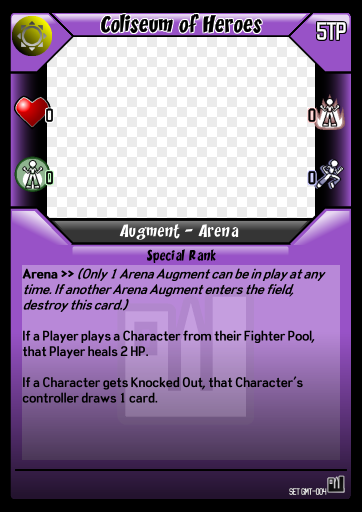 Coliseum of Heroes
5TP
0
0
0
0
Augment - Arena
Special Rank
Arena >> (Only 1 Arena Augment can be in play at any
time. If another Arena Augment enters the field,
destroy this card.)
If a Player plays a Character from their Fighter Pool,
that Player heals 2 HP.
If a Character gets Knocked Out, that Character's
controller draws 1 card.
SET GMT-004